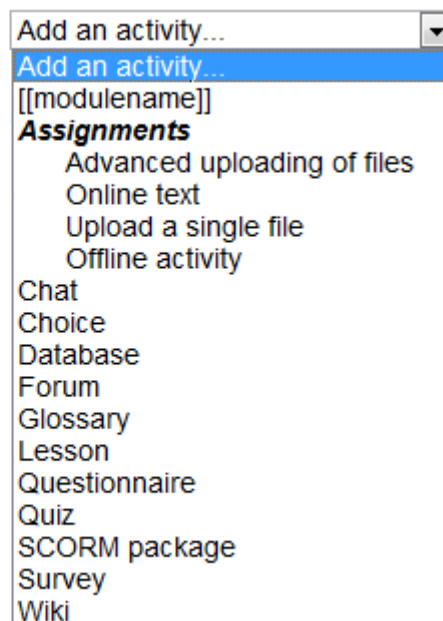 Add an activity...
Add an activity...
[[modulename]]
Assignments
Advanced uploading of files
Online text
Upload a single file
Offline activity
Chat
Choice
Database
Forum
Glossary
Lesson
Questionnaire
Quiz
SCORM package
Survey
Wiki